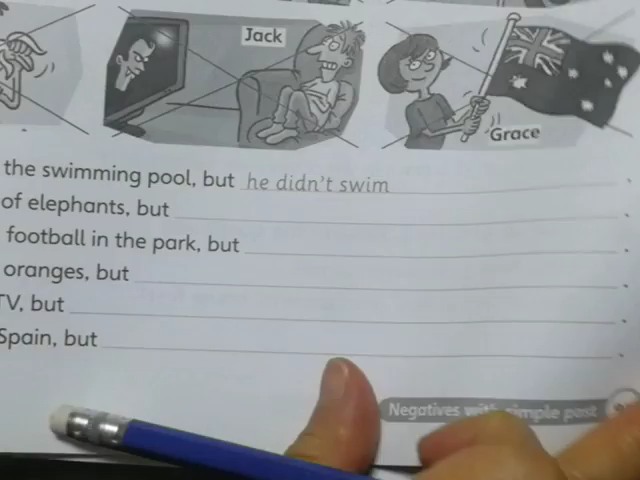 Jack
Grace
the swimming pool, but he didn't swim.
of elephants, but .
football in the park, but .
oranges, but .
TV, but .
Spain, but .
Negatives with simple past